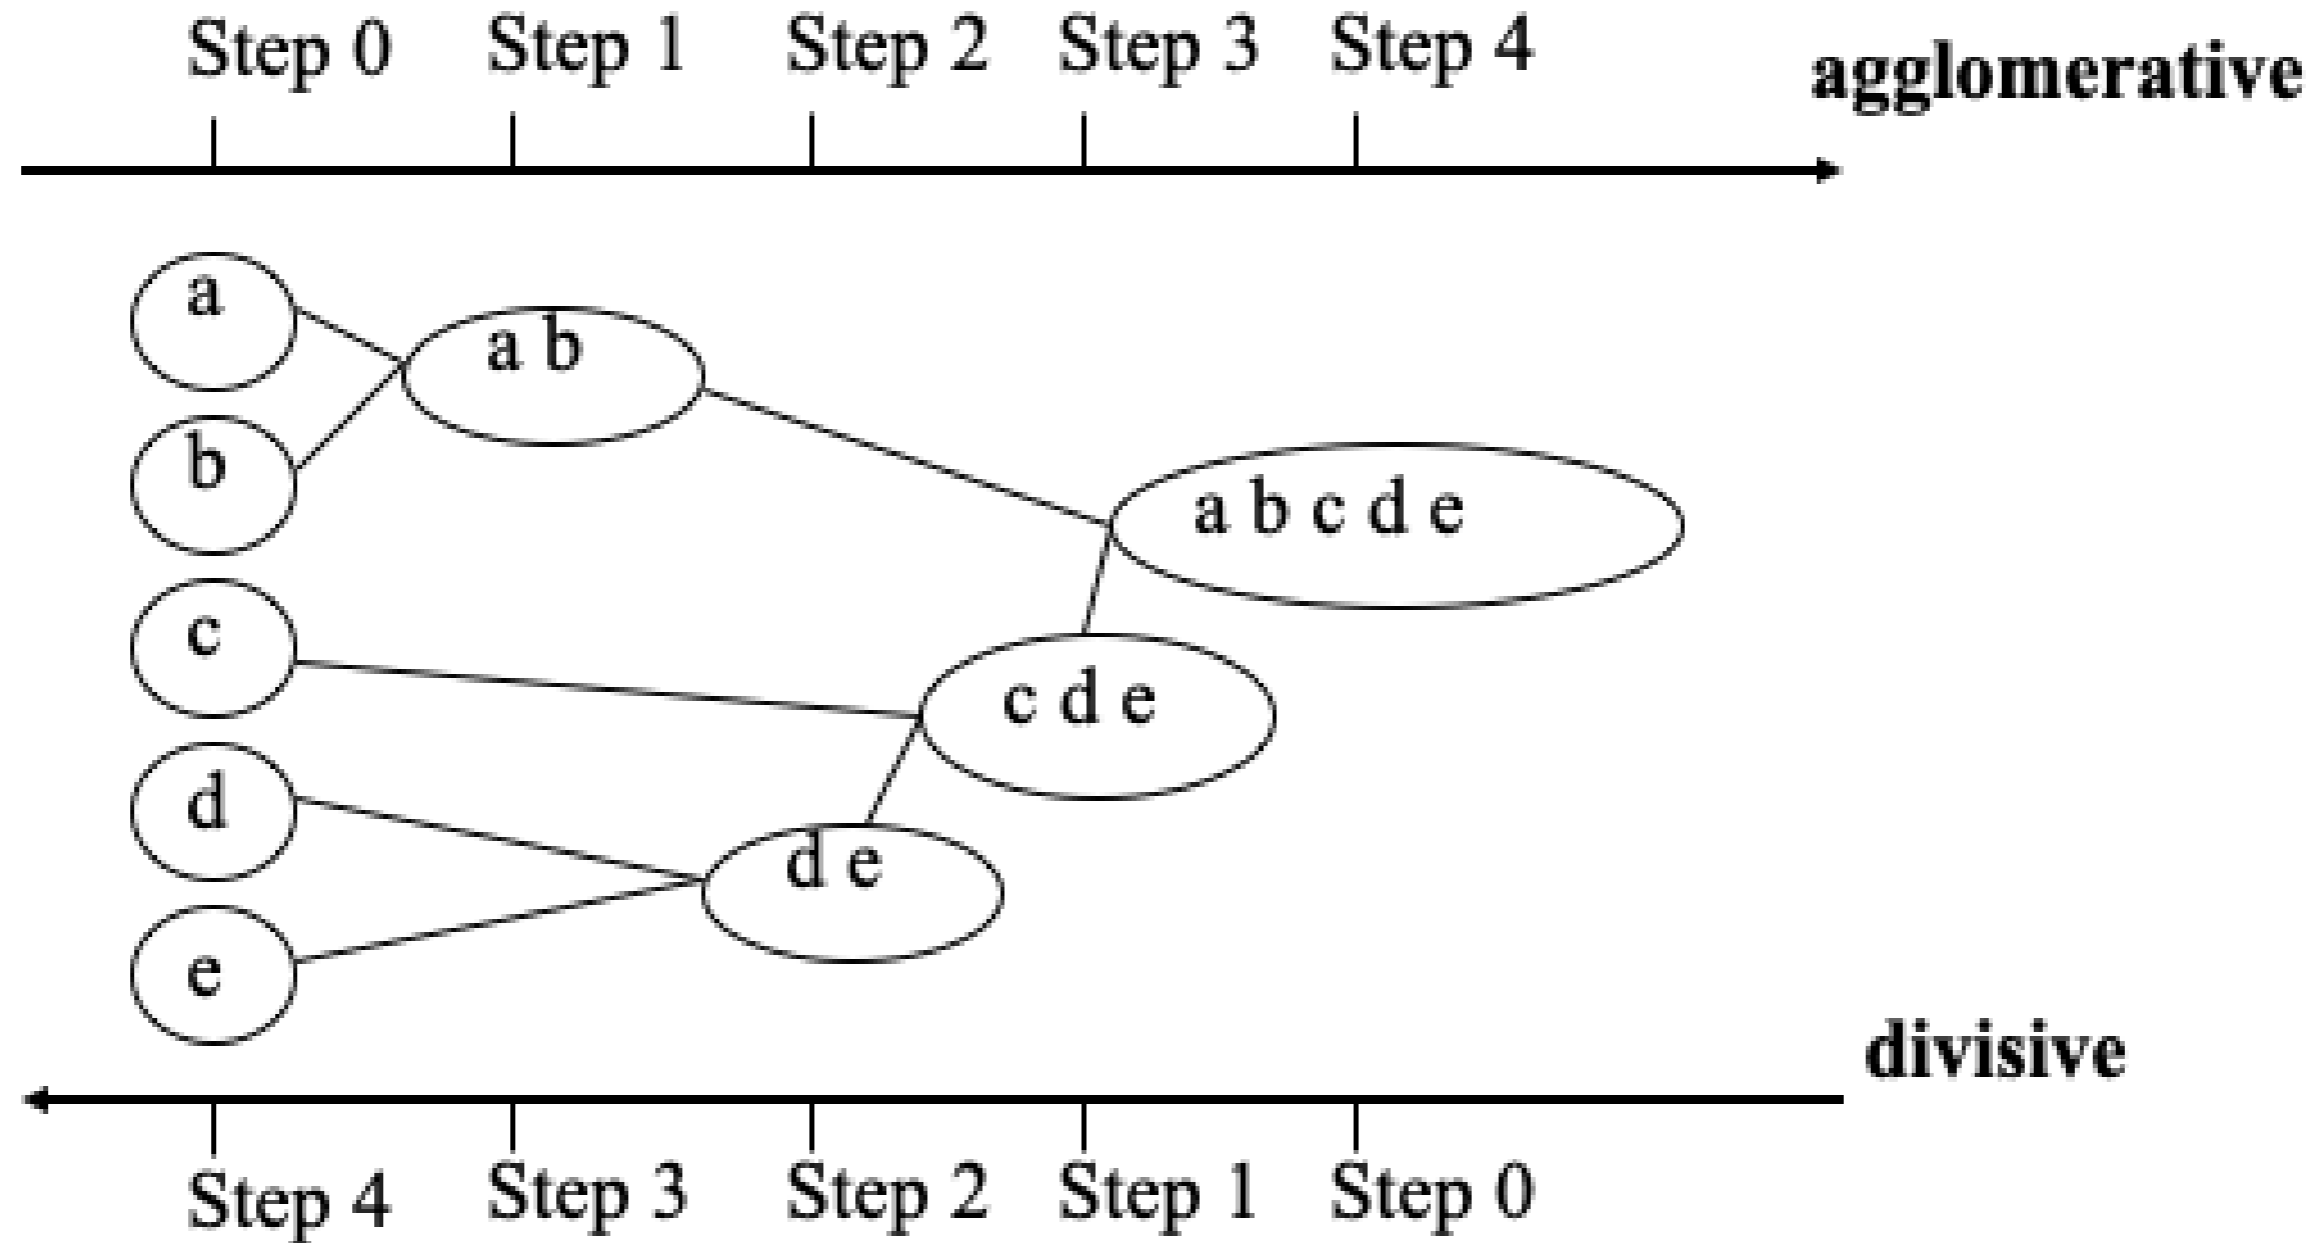 Step 0 Step 1 Step 2 Step 3 Step 4
agglomerative
a
a b
b
a b c d e
c
c d e
d
d e
e
divisive
Step 4 Step 3 Step 2 Step 1 Step 0